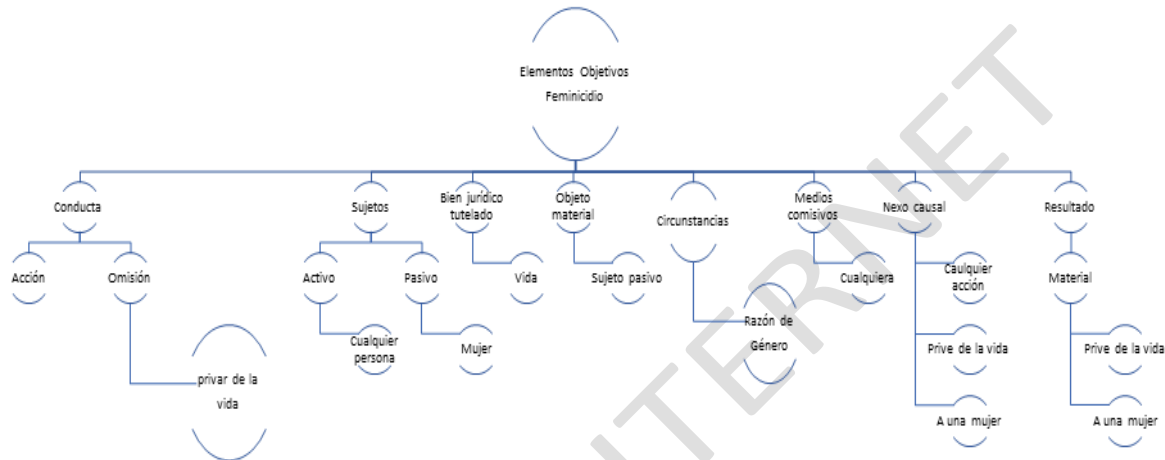 Elementos Objetivos
Feminicidio
Conducta
Sujetos
Bien jurídico
tutelado
Objeto
material
Circunstancias
Medios
comisivos
Nexo causal
Resultado
Acción
Omisión
Activo
Pasivo
Vida
Sujeto pasivo
Cualquiera
Caulquier
acción
Material
Razón de
Género
Cualquier
persona
Mujer
Prive de la vida
Prive de la vida
privar de la
vida
A una mujer
A una mujer
INTERNET